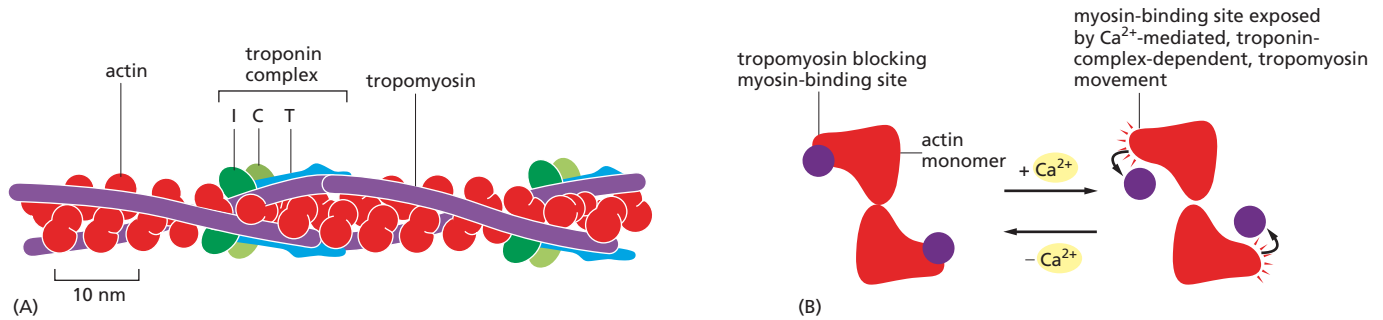 actin
troponin
complex
I C T
tropomyosin
10 nm
(A)
tropomyosin blocking
myosin-binding site
actin
monomer
+ Ca²⁺
− Ca²⁺
myosin-binding site exposed
by Ca²⁺-mediated, troponin-
complex-dependent, tropomyosin
movement
(B)